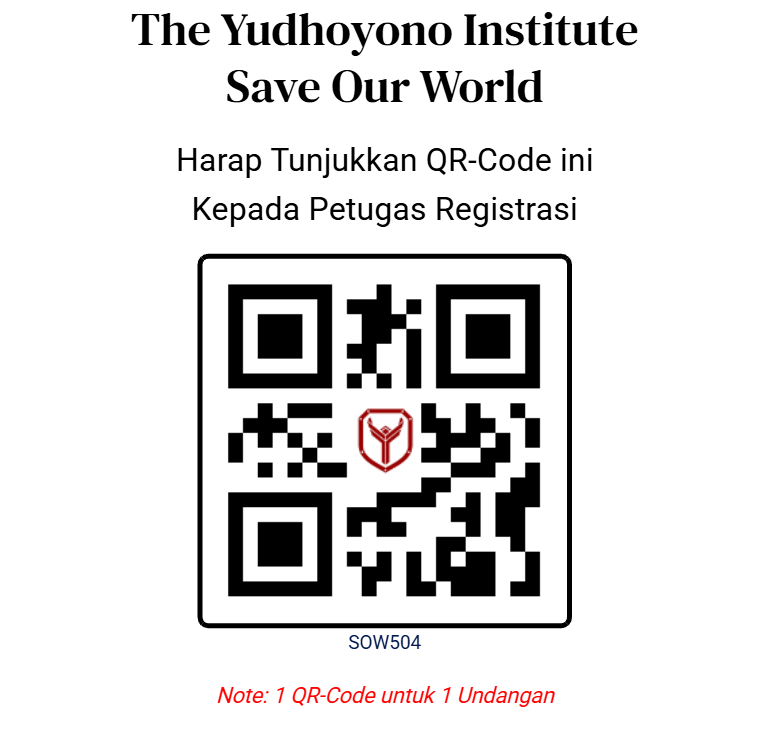 The Yudhoyono Institute
Save Our World
Harap Tunjukkan QR-Code ini
Kepada Petugas Registrasi
SOW504
Note: 1 QR-Code untuk 1 Undangan